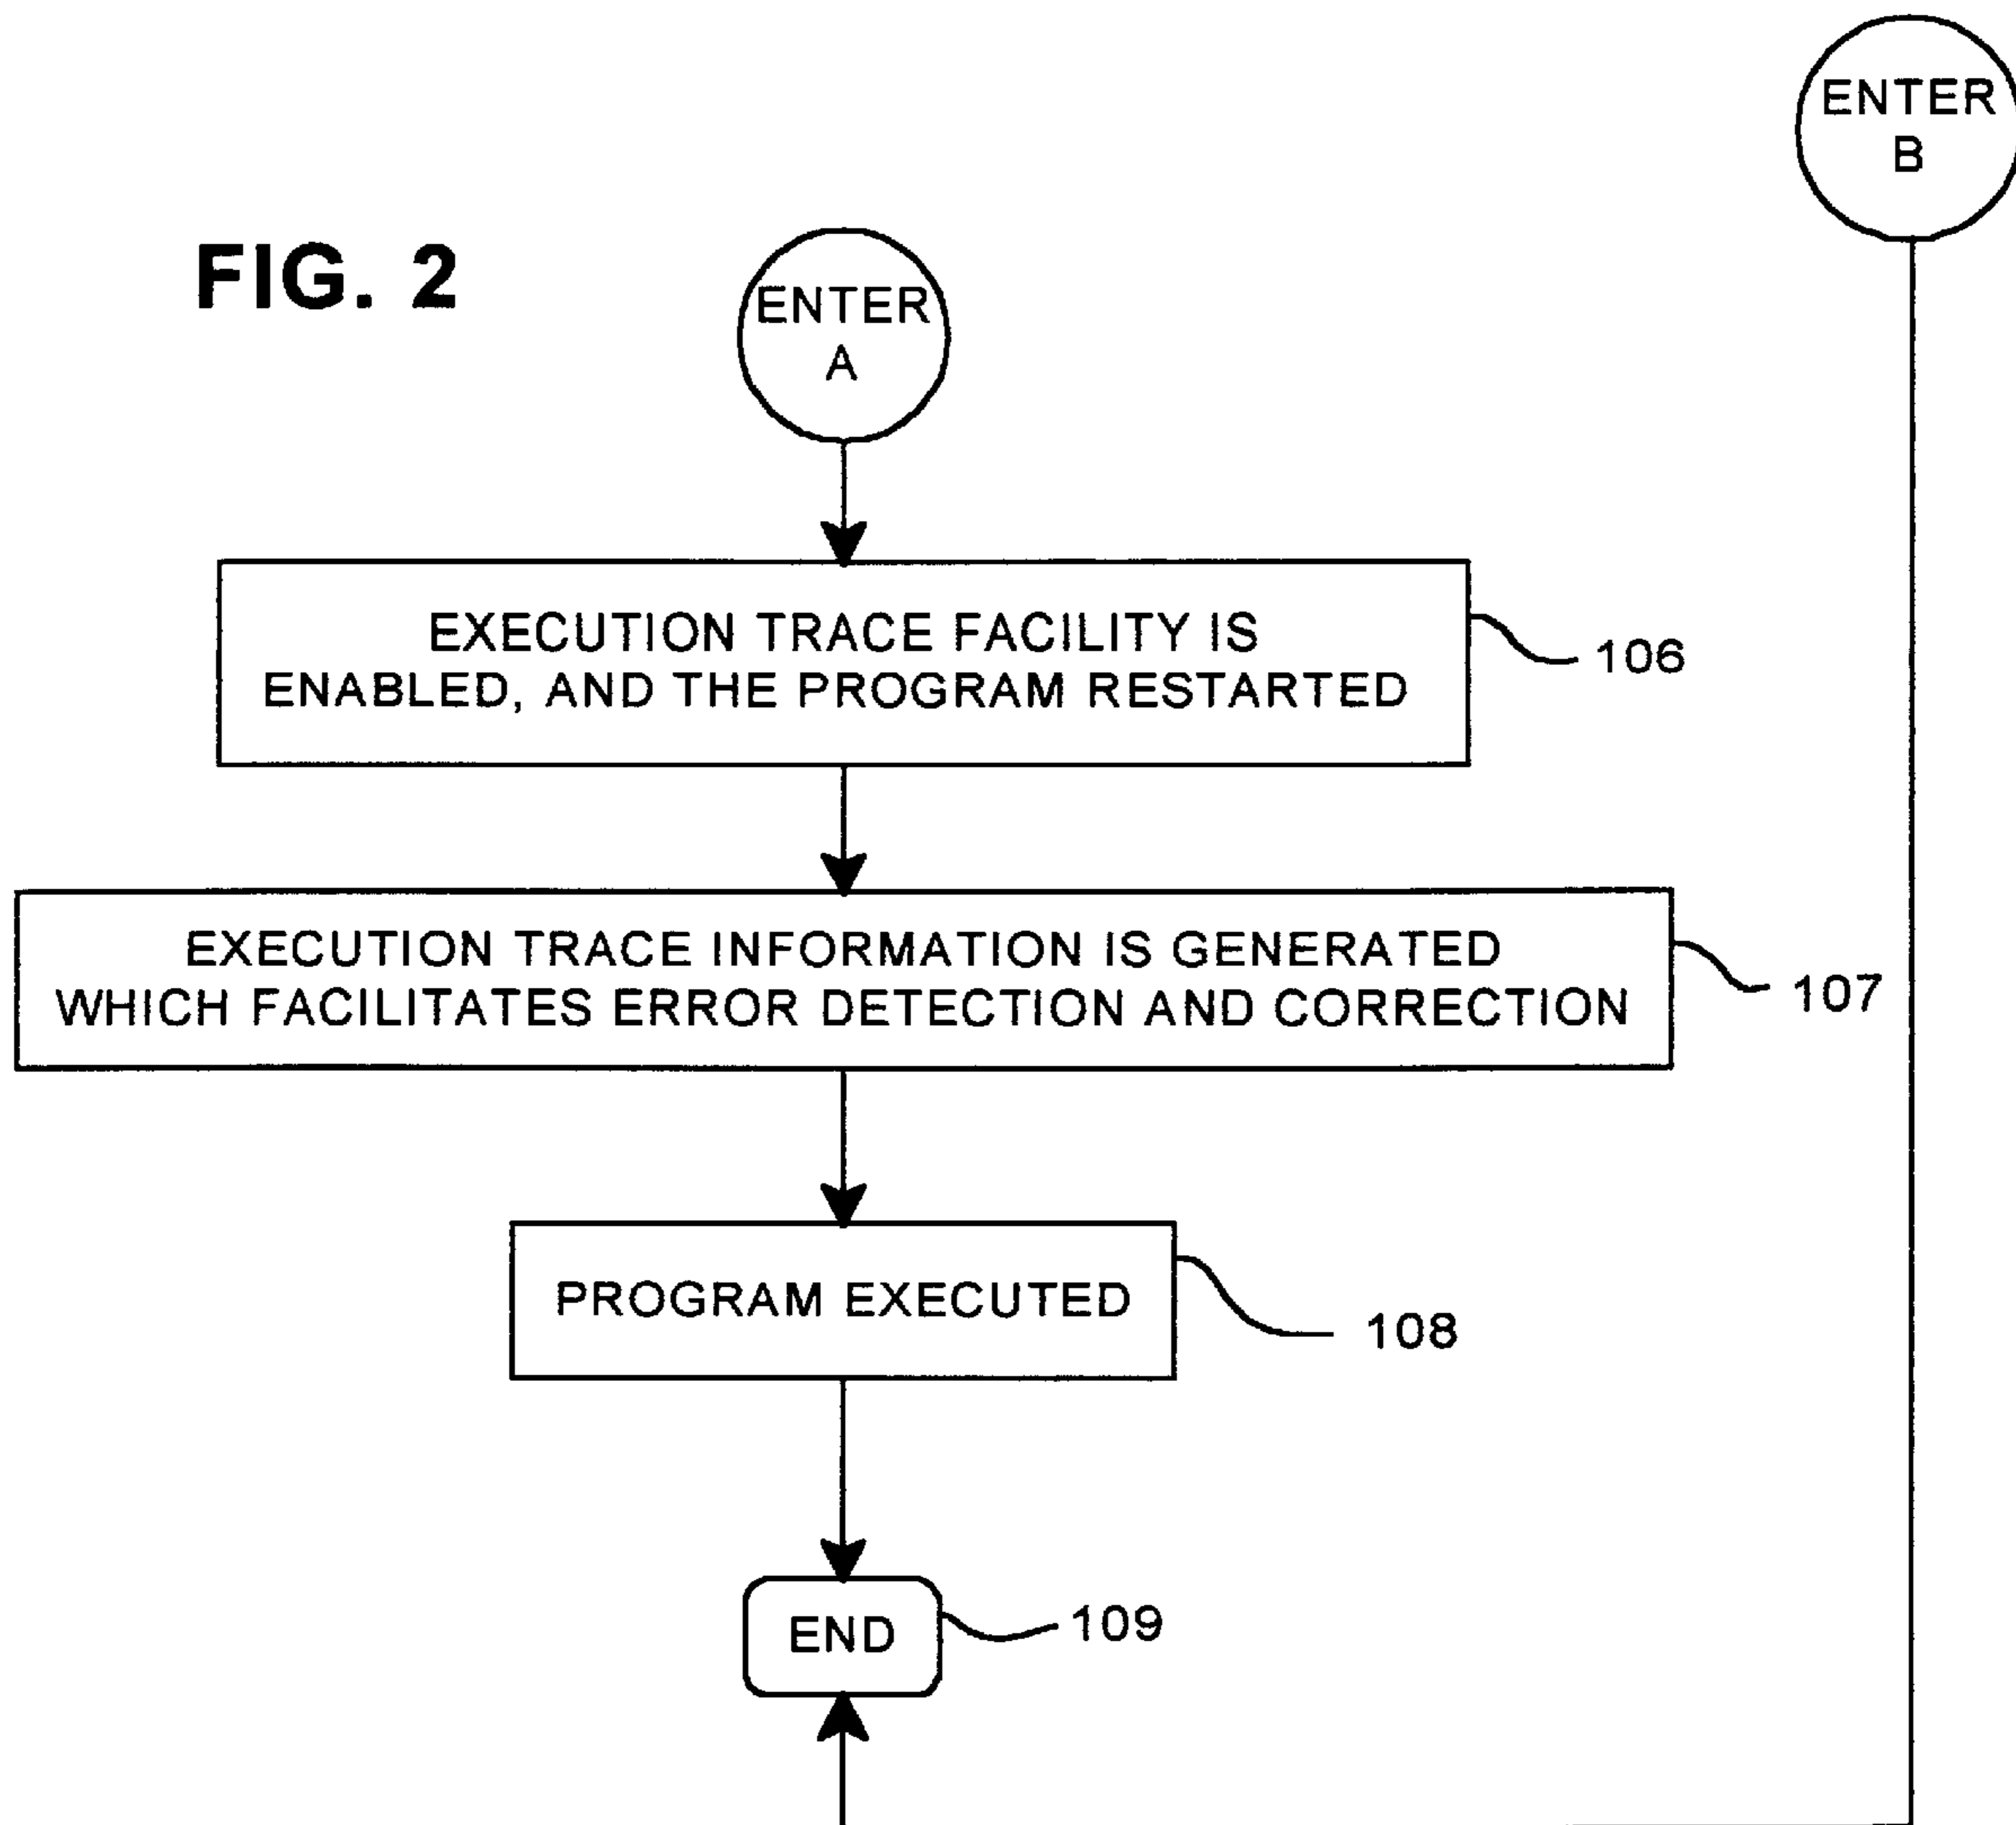 ENTER
B
FIG. 2
ENTER
A
EXECUTION TRACE FACILITY IS
ENABLED, AND THE PROGRAM RESTARTED
106
EXECUTION TRACE INFORMATION IS GENERATED
WHICH FACILITATES ERROR DETECTION AND CORRECTION
107
PROGRAM EXECUTED
108
END
109